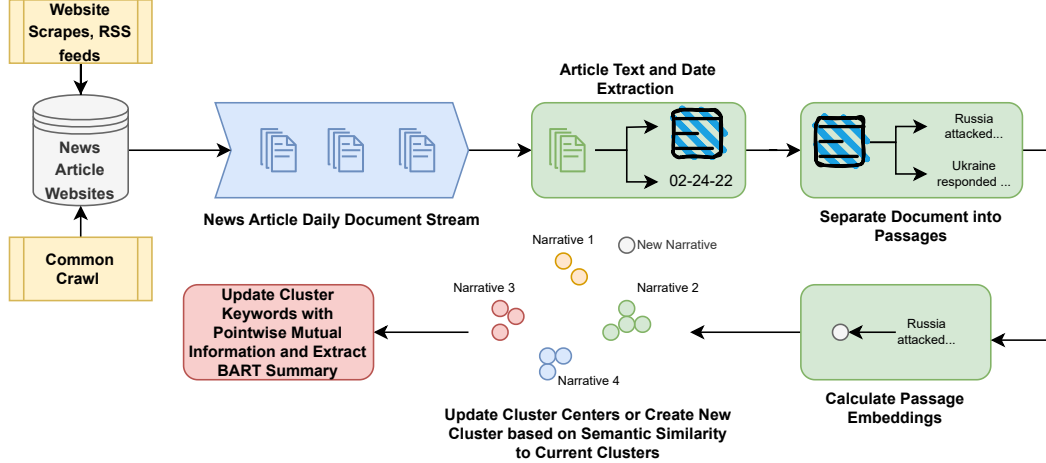 Website
Scrapes, RSS
feeds
News
Article
Websites
Common
Crawl
News Article Daily Document Stream
Article Text and Date
Extraction
02-24-22
Russia
attacked...
Ukraine
responded ...
Separate Document into
Passages
Russia
attacked...
Calculate Passage
Embeddings
Narrative 1
New Narrative
Narrative 2
Narrative 3
Narrative 4
Update Cluster Centers or Create New
Cluster based on Semantic Similarity
to Current Clusters
Update Cluster
Keywords with
Pointwise Mutual
Information and Extract
BART Summary